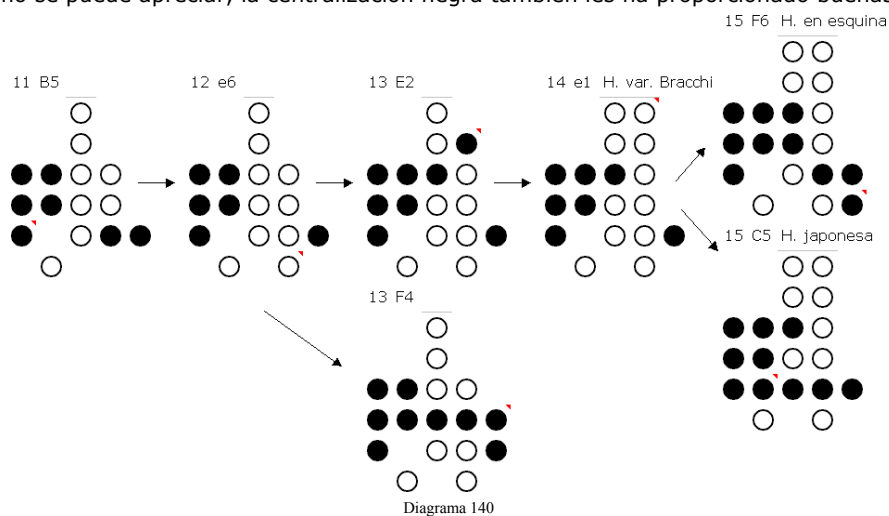 no se puede apreciar, la centralización negra también les ha proporcionado buenas
15 F6 H. en esquina
11 B5
12 e6
13 E2
14 e1 H. var. Bracchi
15 C5 H. japonesa
13 F4
Diagrama 140